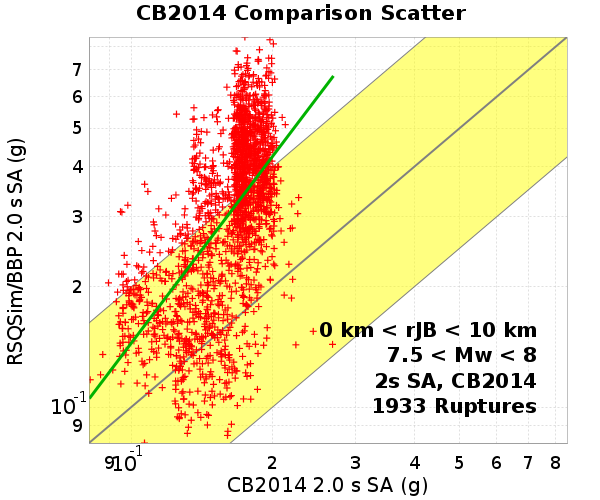 CB2014 Comparison Scatter
RSQSim/BBP 2.0 s SA (g)
7
6
5
4
3
2
10-1
9
0 km < rJB < 10 km
7.5 < Mw < 8
2s SA, CB2014
1933 Ruptures
9 10-1 2 3 4 5 6 7 8
CB2014 2.0 s SA (g)